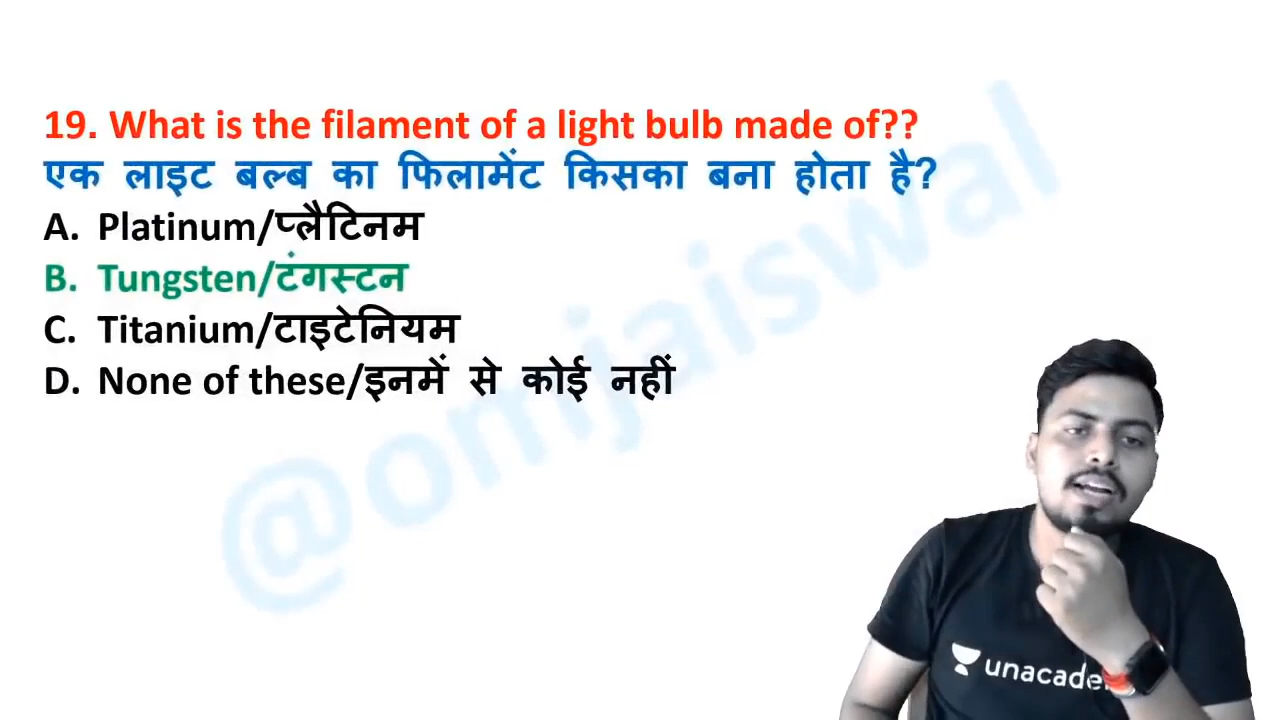 19. What is the filament of a light bulb made of??
एक लाइट बल्ब का फिलामेंट किसका बना होता है?
A. Platinum/प्लैटिनम
B. Tungsten/टंगस्टन
C. Titanium/टाइटेनियम
D. None of these/इनमें से कोई नहीं
@omjaiswal